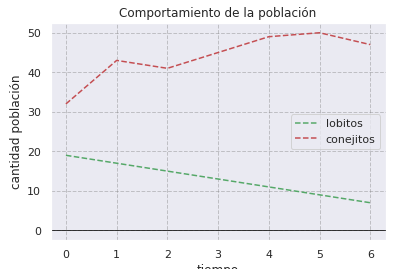 Comportamiento de la población
cantidad población
50
40
30
20
10
0
lobitos
conejitos
0 1 2 3 4 5 6
tiempo